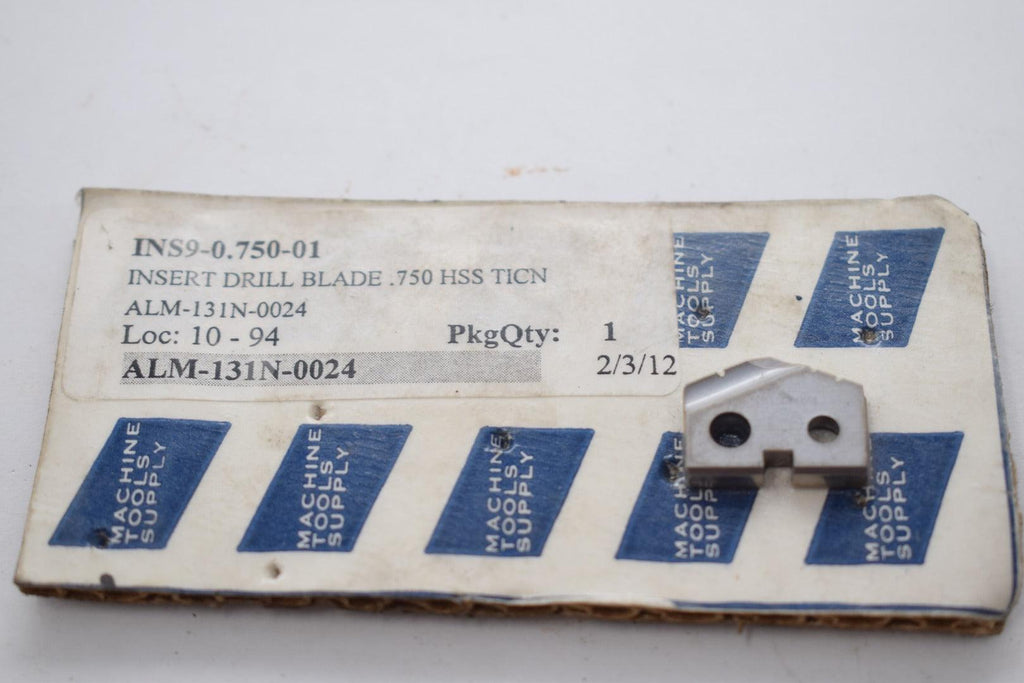 INS9-0.750-01
INSERT DRILL BLADE .750 HSS TICN
ALM-131N-0024
Loc: 10 - 94 PkgQty: 1
ALM-131N-0024 2/3/12
MACHINE
TOOLS
SUPPLY
MACHINE
TOOLS
SUPPLY
MACHINE
TOOLS
SUPPLY
MACHINE
TOOLS
SUPPLY
MACHINE
TOOLS
SUPPLY
MACHINE
TOOLS
SUPPLY
MACHINE
TOOLS
SUPPLY